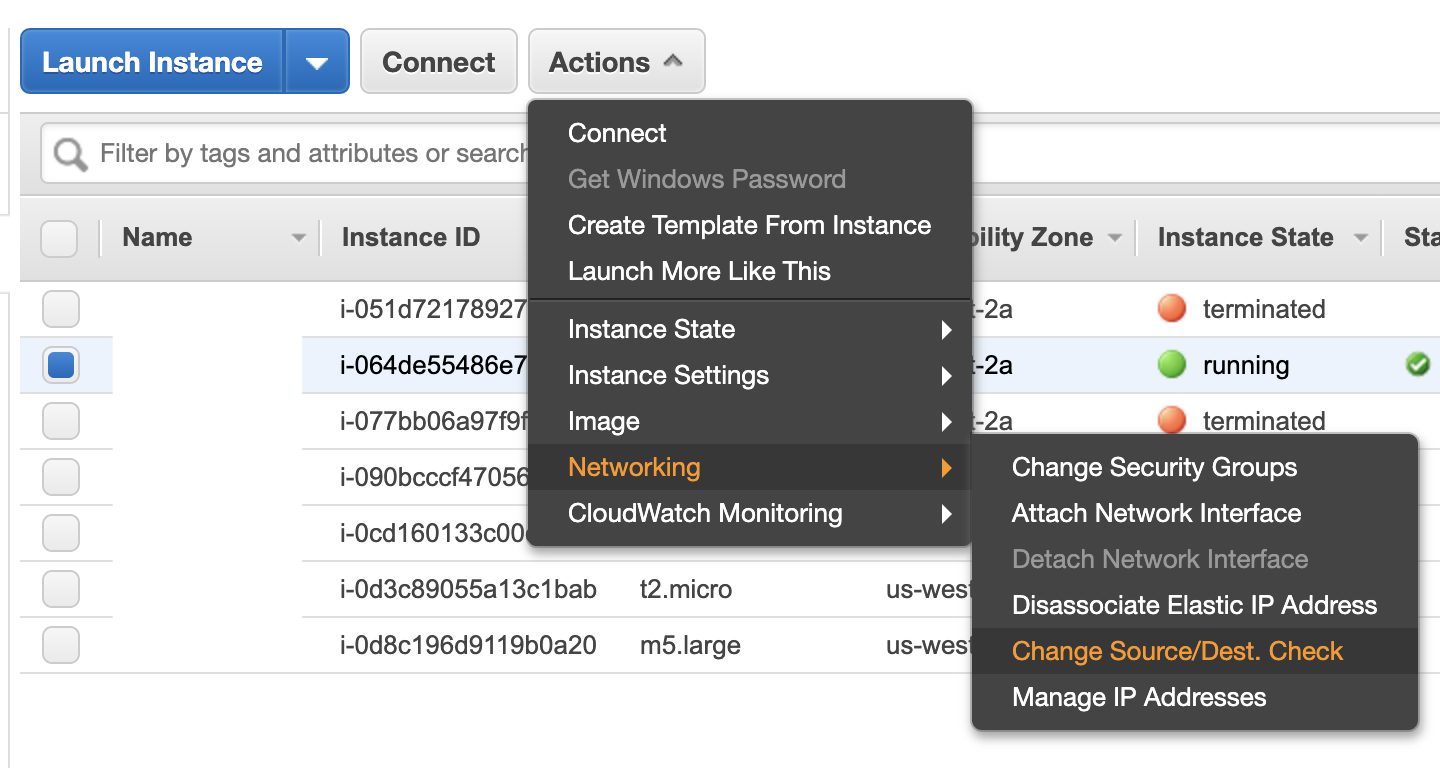 Launch Instance Connect Actions
Connect
Filter by tags and attributes or search
Get Windows Password
Create Template From Instance
Name Instance ID Zone Instance State
Launch More Like This
i-051d72178927 -2a terminated
Instance State
i-064de55486e7 -2a running
Instance Settings
i-077bb06a97f9f -2a terminated
Image
Networking
i-090bcccf47056
CloudWatch Monitoring
i-0cd160133c00
Change Security Groups
Attach Network Interface
Detach Network Interface
Disassociate Elastic IP Address
Change Source/Dest. Check
Manage IP Addresses
i-0d3c89055a13c1bab t2.micro us-west
i-0d8c196d9119b0a20 m5.large us-west